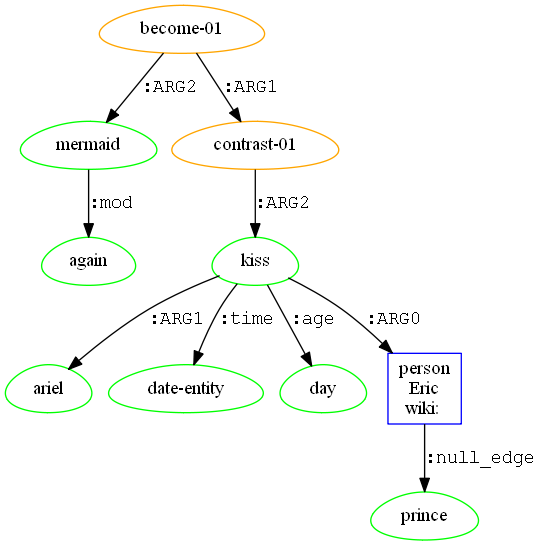 become-01
:ARG2
:ARG1
mermaid
contrast-01
:mod
:ARG2
again
kiss
:ARG1
:time
:age
:ARG0
ariel
date-entity
day
person
Eric
wiki:
:null_edge
prince